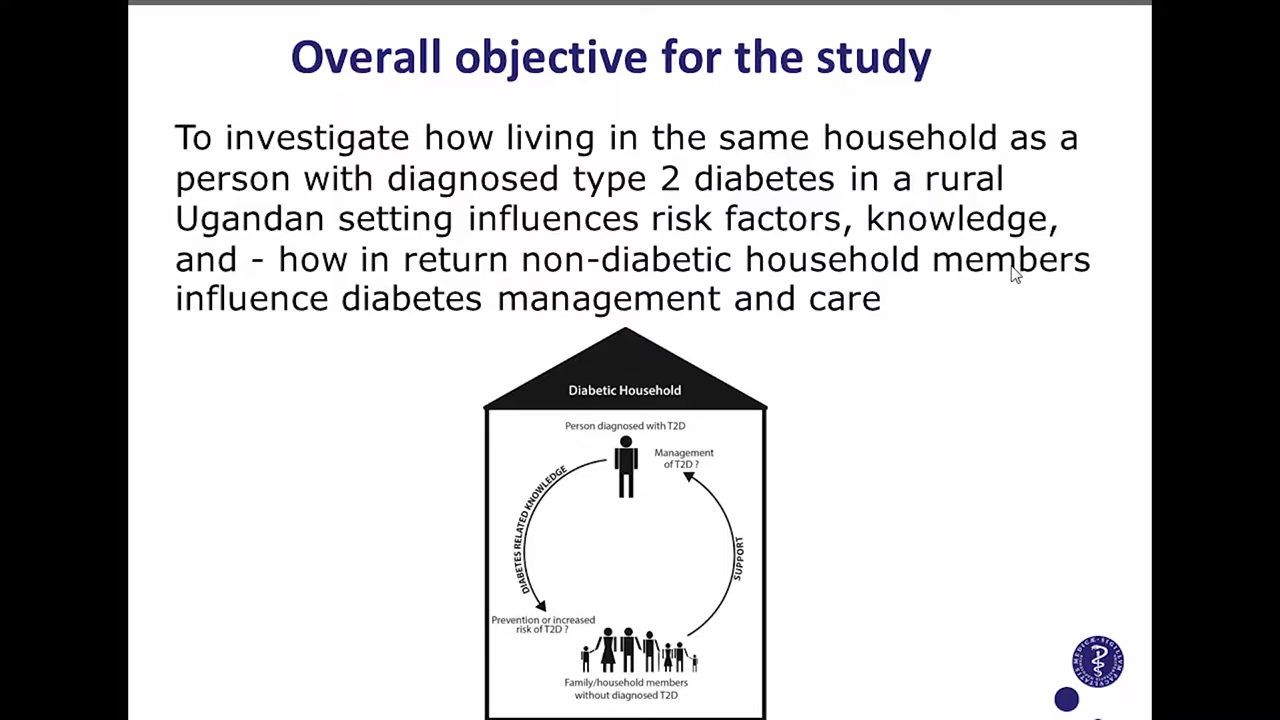 Overall objective for the study
To investigate how living in the same household as a
person with diagnosed type 2 diabetes in a rural
Ugandan setting influences risk factors, knowledge,
and - how in return non-diabetic household members
influence diabetes management and care
Diabetic Household
Person diagnosed with T2D
Management
of T2D ?
DIABETES RELATED KNOWLEDGE
SUPPORT
Prevention or increased
risk of T2D ?
Family/household members
without diagnosed T2D